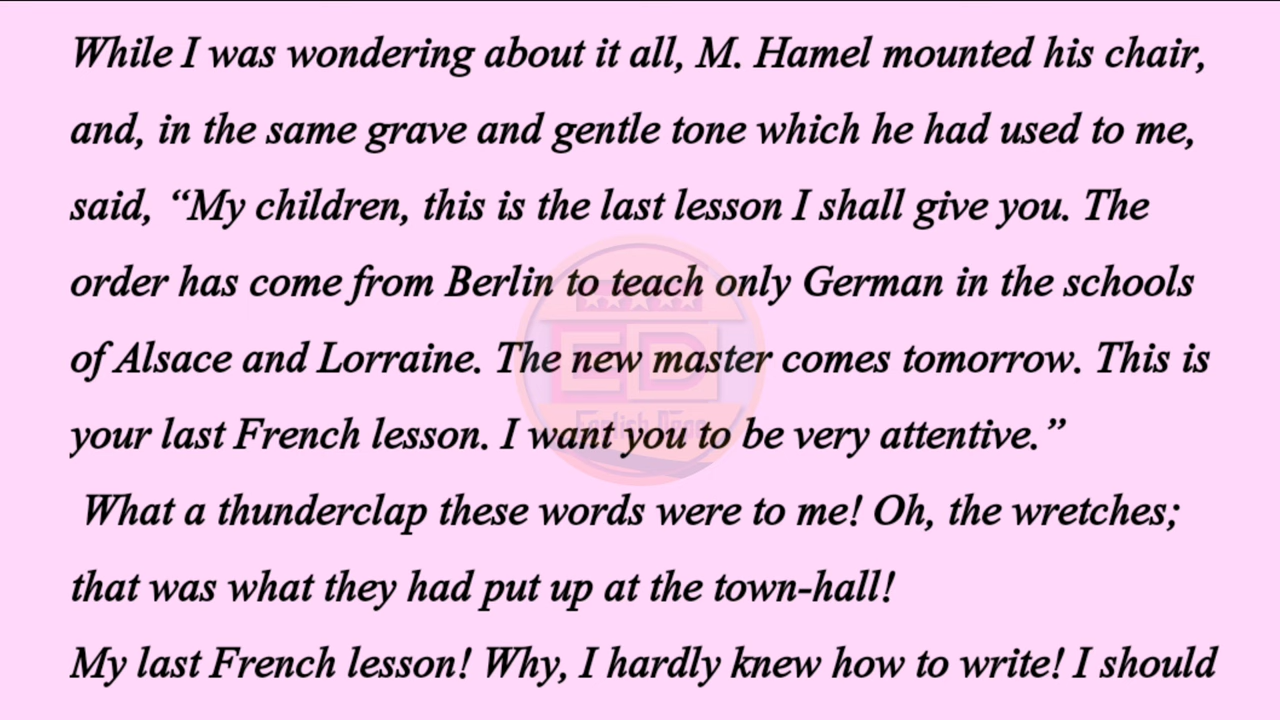 While I was wondering about it all, M. Hamel mounted his chair,
and, in the same grave and gentle tone which he had used to me,
said, “My children, this is the last lesson I shall give you. The
order has come from Berlin to teach only German in the schools
of Alsace and Lorraine. The new master comes tomorrow. This is
your last French lesson. I want you to be very attentive.”
What a thunderclap these words were to me! Oh, the wretches;
that was what they had put up at the town-hall!
My last French lesson! Why, I hardly knew how to write! I should
ED
English